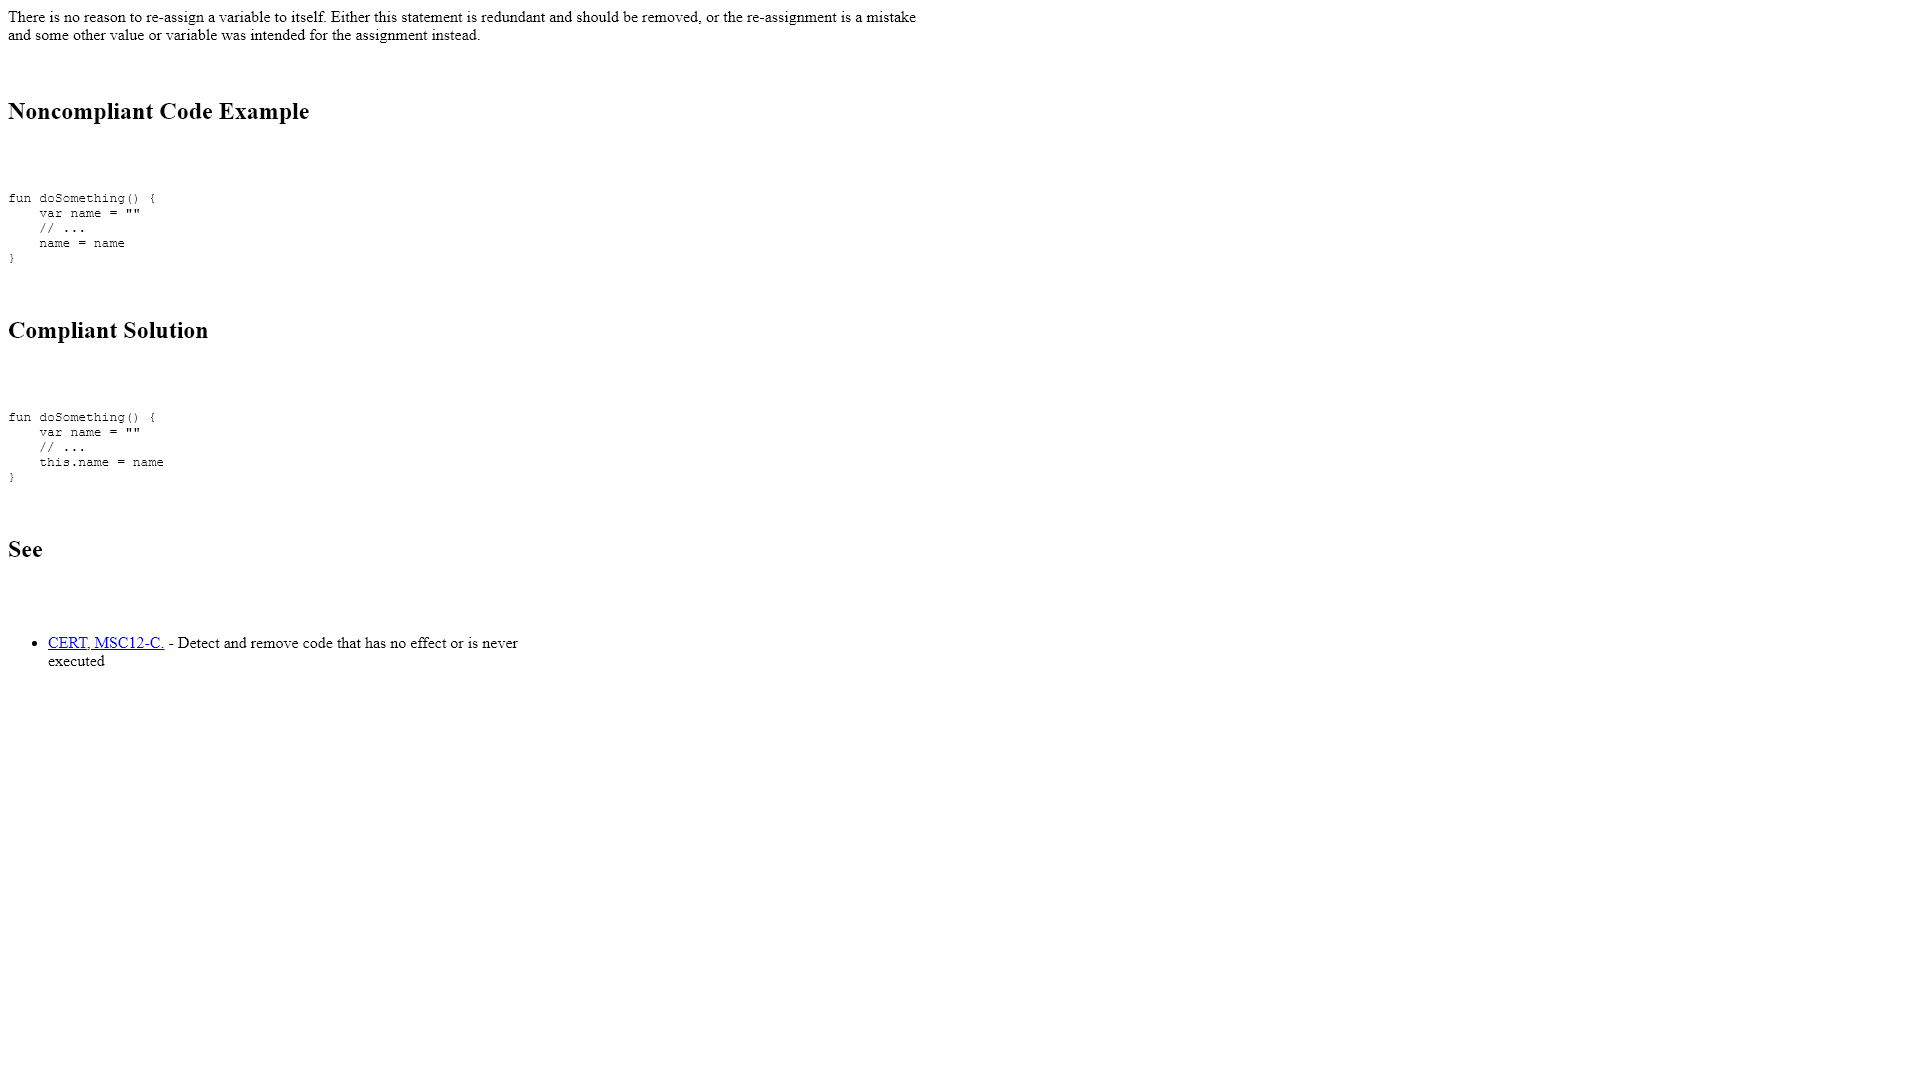 There is no reason to re-assign a variable to itself. Either this statement is redundant and should be removed, or the re-assignment is a mistake
and some other value or variable was intended for the assignment instead.
Noncompliant Code Example
fun doSomething() {
    var name = ""
    // ...
    name = name
}
Compliant Solution
fun doSomething() {
    var name = ""
    // ...
    this.name = name
}
See
• CERT, MSC12-C. - Detect and remove code that has no effect or is never
executed